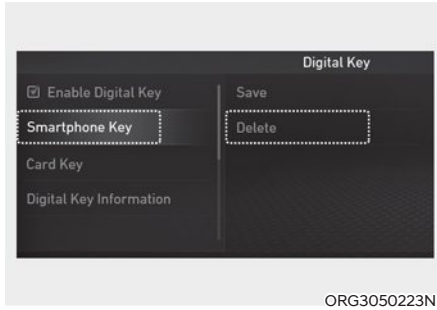 Digital Key
Enable Digital Key
Smartphone Key
Card Key
Digital Key Information
Save
Delete
ORG3050223N